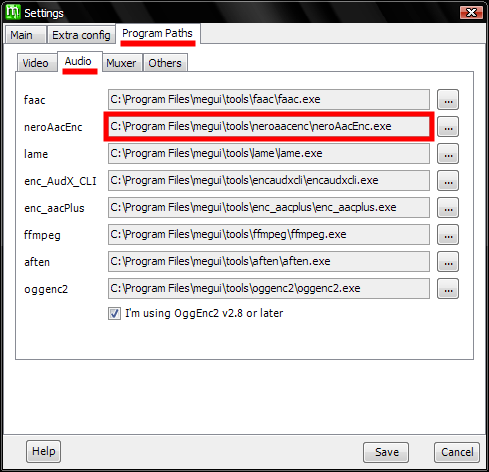 Settings
Main Extra config Program Paths
Video Audio Muxer Others
faac C:\Program Files\megui\tools\faac\faac.exe ...
neroAacEnc C:\Program Files\megui\tools\neroaacenc\neroAacEnc.exe ...
lame C:\Program Files\megui\tools\lame\lame.exe ...
enc_AudX_CLI C:\Program Files\megui\tools\encaudxcli\encaudxcli.exe ...
enc_aacPlus C:\Program Files\megui\tools\enc_aacplus\enc_aacplus.exe ...
ffmpeg C:\Program Files\megui\tools\ffmpeg\ffmpeg.exe ...
aften C:\Program Files\megui\tools\aften\aften.exe ...
oggenc2 C:\Program Files\megui\tools\oggenc2\oggenc2.exe ...
I'm using OggEnc2 v2.8 or later
Help Save Cancel